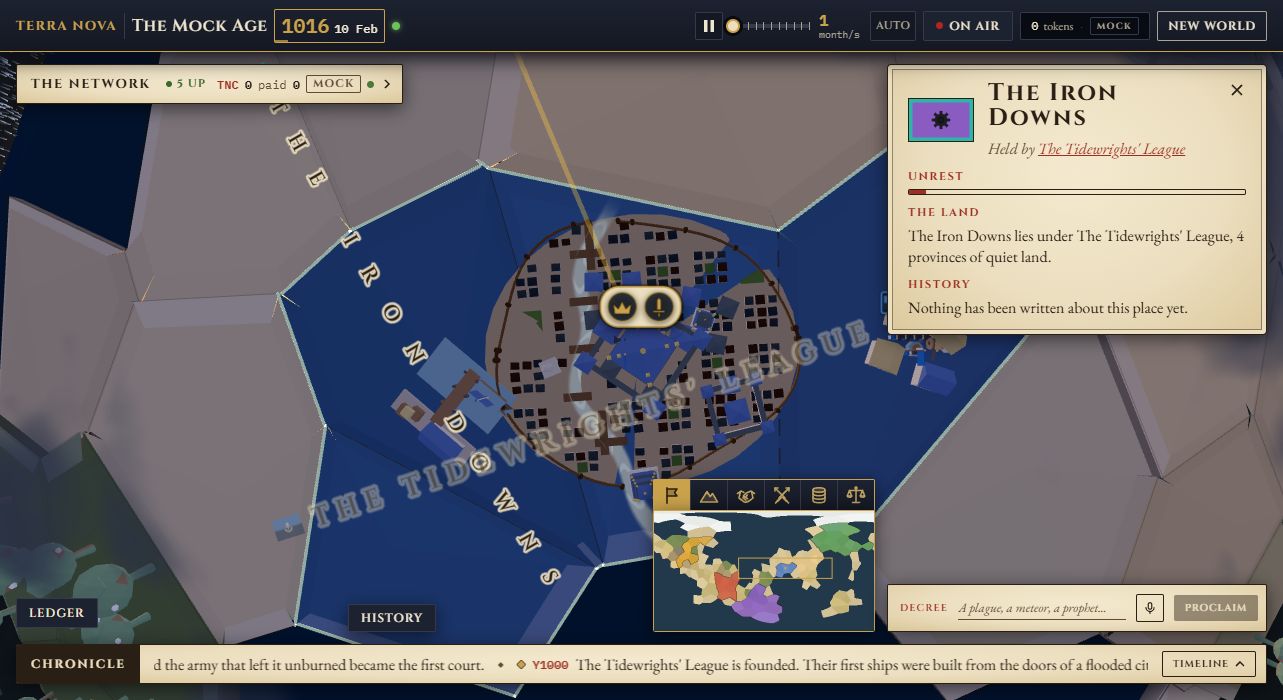 TERRA NOVA
THE MOCK AGE
1016 10 Feb
1
month/s
AUTO
ON AIR
0 tokens · MOCK
NEW WORLD
THE NETWORK
5 UP
TNC 0 paid 0
MOCK
THE IRON DOWNS
Held by The Tidewrights' League
UNREST
THE LAND
The Iron Downs lies under The Tidewrights' League, 4
provinces of quiet land.
HISTORY
Nothing has been written about this place yet.
THE IRON DOWNS
THE TIDEWRIGHTS' LEAGUE
LEDGER
HISTORY
DECREE
A plague, a meteor, a prophet...
PROCLAIM
CHRONICLE
d the army that left it unburned became the first court.
Y1000 The Tidewrights' League is founded. Their first ships were built from the doors of a flooded cit
TIMELINE